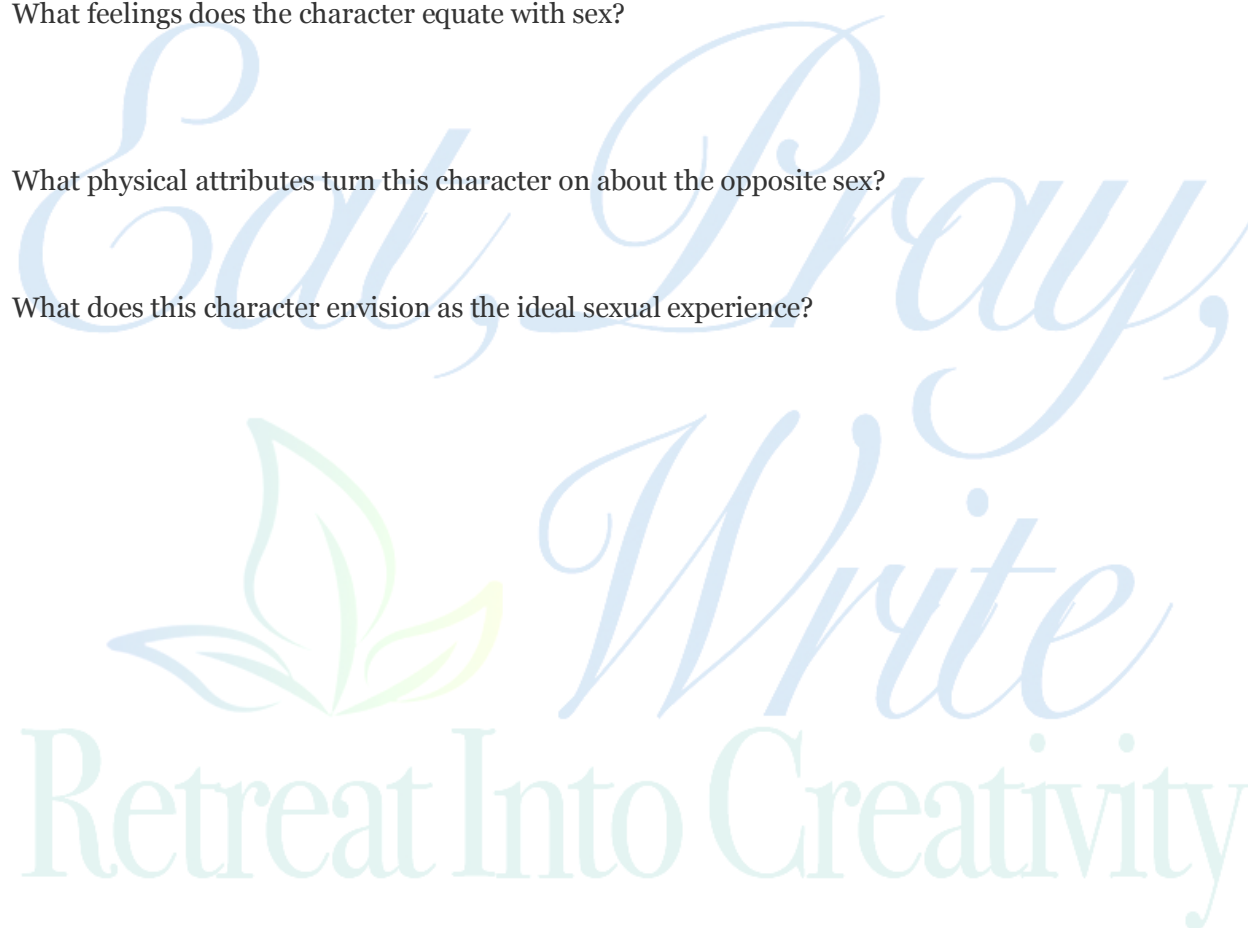 What feelings does the character equate with sex?
What physical attributes turn this character on about the opposite sex?
What does this character envision as the ideal sexual experience?
Eat, Pray,
Write
Retreat Into Creativity